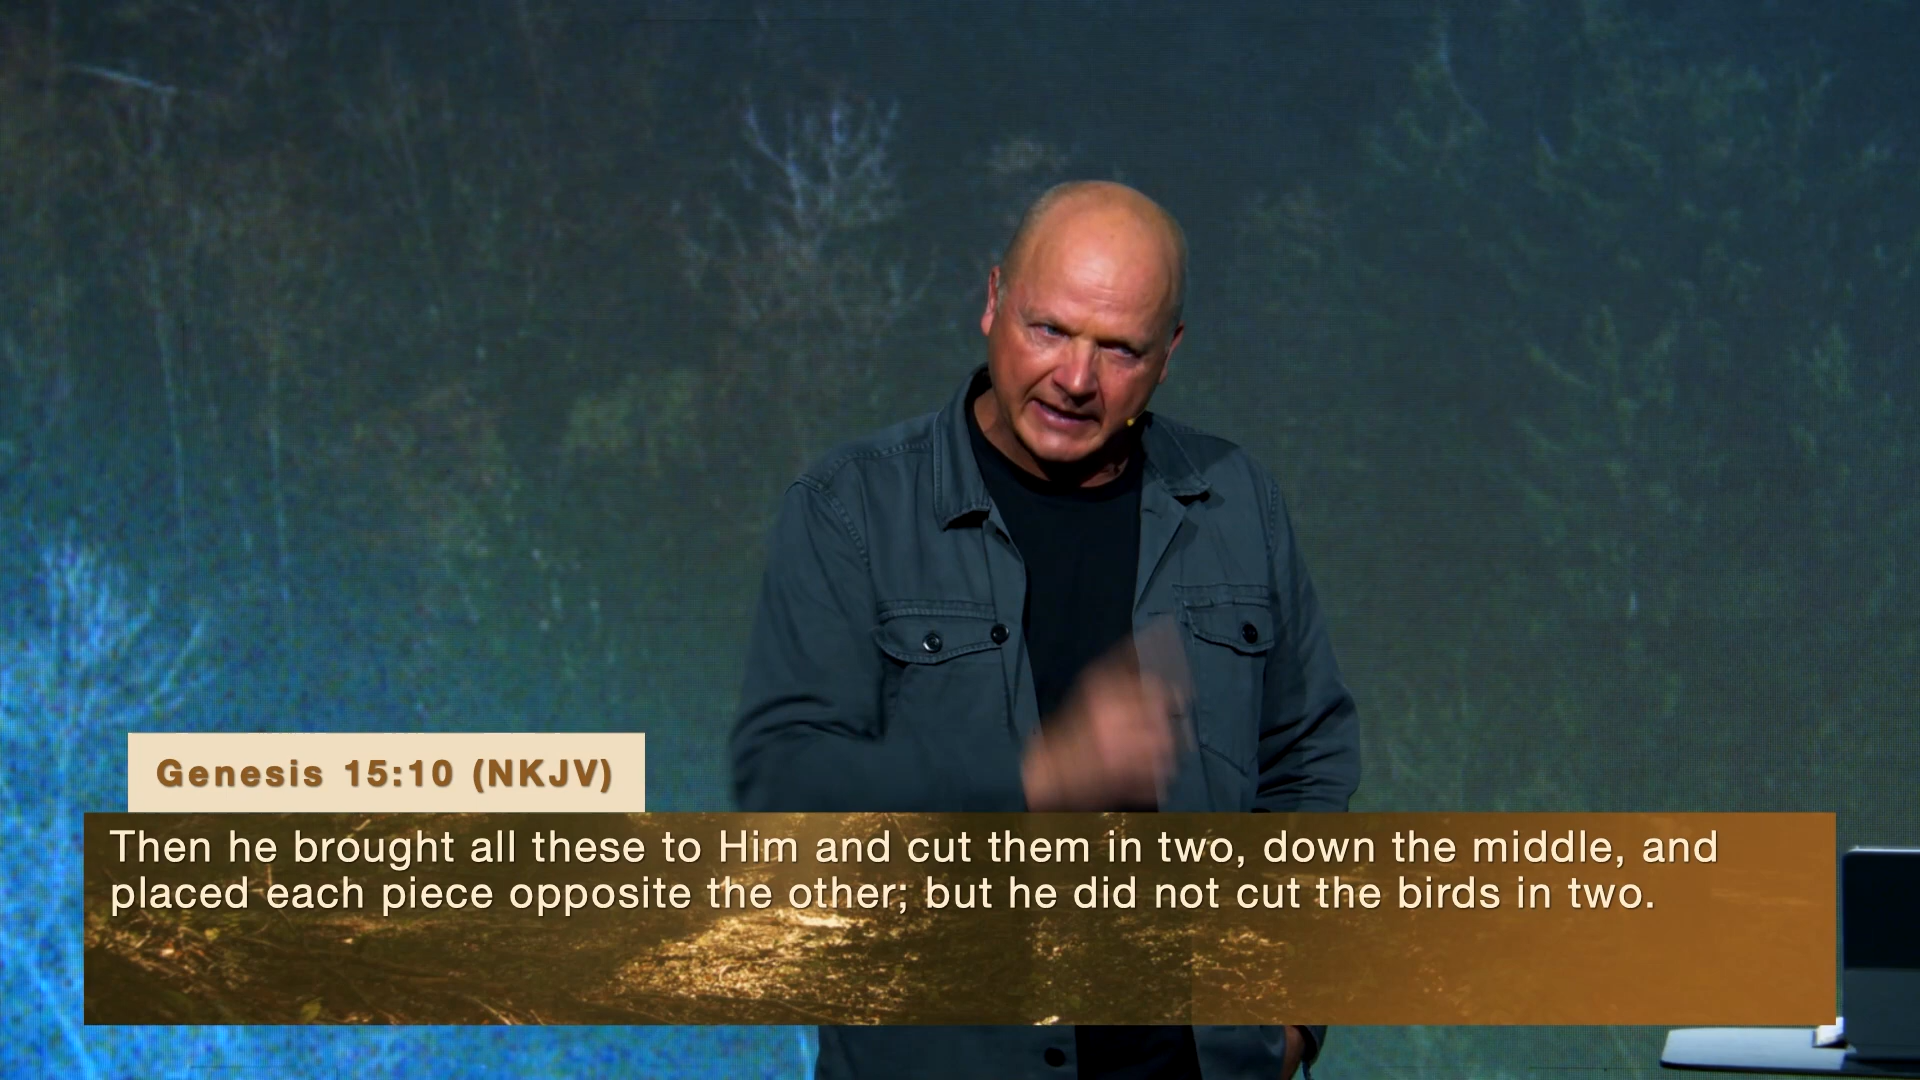 Genesis 15:10 (NKJV)
Then he brought all these to Him and cut them in two, down the middle, and
placed each piece opposite the other; but he did not cut the birds in two.